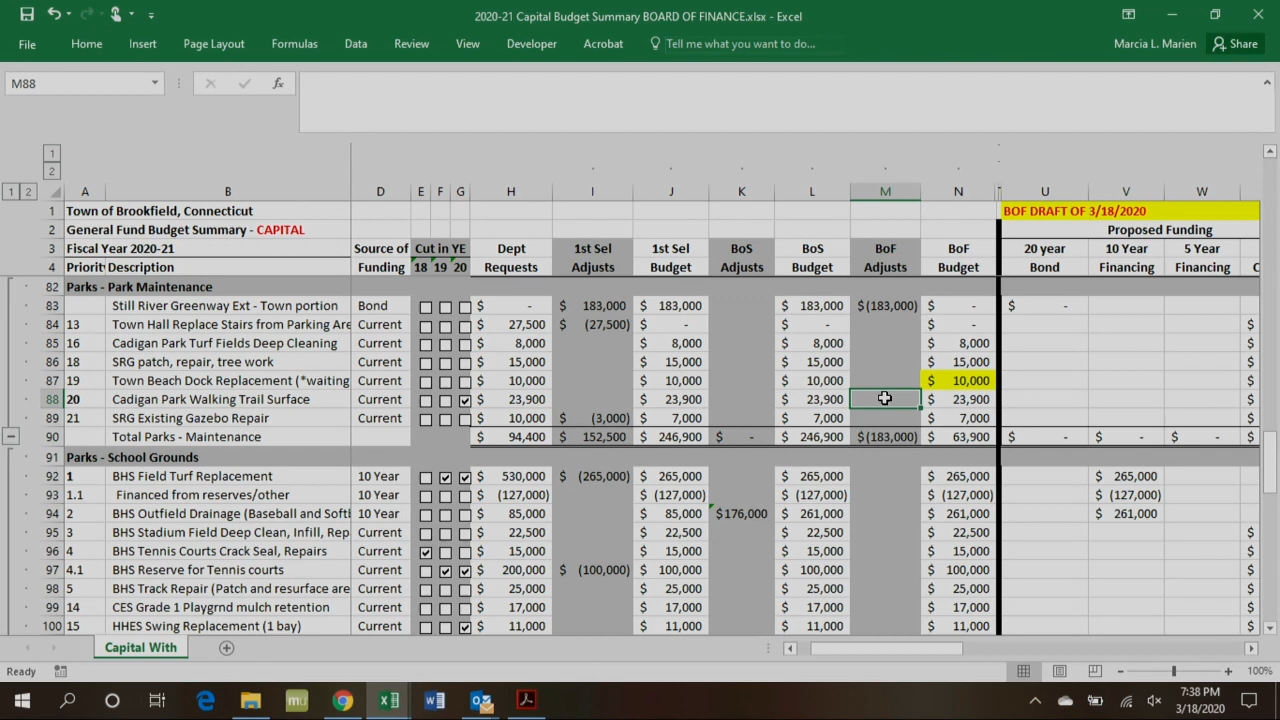 2020-21 Capital Budget Summary BOARD OF FINANCE.xlsx - Excel
File Home Insert Page Layout Formulas Data Review View Developer Acrobat Tell me what you want to do... Marcia L. Marien Share
M88 fx
1
2
1 2 A B D E F G H I J K L M N U V W
1 Town of Brookfield, Connecticut BOF DRAFT OF 3/18/2020
2 General Fund Budget Summary - CAPITAL Proposed Funding
3 Fiscal Year 2020-21 Source of Cut in YE Dept 1st Sel 1st Sel BoS BoS BoF BoF 20 year 10 Year 5 Year
4 Priorit Description Funding 18 19 20 Requests Adjusts Budget Adjusts Budget Adjusts Budget Bond Financing Financing C
82 Parks - Park Maintenance
83 Still River Greenway Ext - Town portion Bond $ - $ 183,000 $ 183,000 $ 183,000 $(183,000) $ - $ -
84 13 Town Hall Replace Stairs from Parking Are Current $ 27,500 $ (27,500) $ - $ - $ - $
85 16 Cadigan Park Turf Fields Deep Cleaning Current $ 8,000 $ 8,000 $ 8,000 $ 8,000 $
86 18 SRG patch, repair, tree work Current $ 15,000 $ 15,000 $ 15,000 $ 15,000 $
87 19 Town Beach Dock Replacement (*waiting Current $ 10,000 $ 10,000 $ 10,000 $ 10,000 $
88 20 Cadigan Park Walking Trail Surface Current $ 23,900 $ 23,900 $ 23,900 $ 23,900 $
89 21 SRG Existing Gazebo Repair Current $ 10,000 $ (3,000) $ 7,000 $ 7,000 $ 7,000 $
90 Total Parks - Maintenance $ 94,400 $ 152,500 $ 246,900 $ - $ 246,900 $(183,000) $ 63,900 $ - $ - $ - $
91 Parks - School Grounds
92 1 BHS Field Turf Replacement 10 Year $ 530,000 $ (265,000) $ 265,000 $ 265,000 $ 265,000 $ 265,000
93 1.1 Financed from reserves/other 10 Year $ (127,000) $ (127,000) $ (127,000) $ (127,000) $ (127,000)
94 2 BHS Outfield Drainage (Baseball and Softb 10 Year $ 85,000 $ 85,000 $176,000 $ 261,000 $ 261,000 $ 261,000
95 3 BHS Stadium Field Deep Clean, Infill, Rep Current $ 22,500 $ 22,500 $ 22,500 $ 22,500 $
96 4 BHS Tennis Courts Crack Seal, Repairs Current $ 15,000 $ 15,000 $ 15,000 $ 15,000 $
97 4.1 BHS Reserve for Tennis courts Current $ 200,000 $ (100,000) $ 100,000 $ 100,000 $ 100,000 $
98 5 BHS Track Repair (Patch and resurface are Current $ 25,000 $ 25,000 $ 25,000 $ 25,000 $
99 14 CES Grade 1 Playgrnd mulch retention Current $ 17,000 $ 17,000 $ 17,000 $ 17,000 $
100 15 HHES Swing Replacement (1 bay) Current $ 11,000 $ 11,000 $ 11,000 $ 11,000 $
Capital With
Ready 100%
mu 7:38 PM
3/18/2020